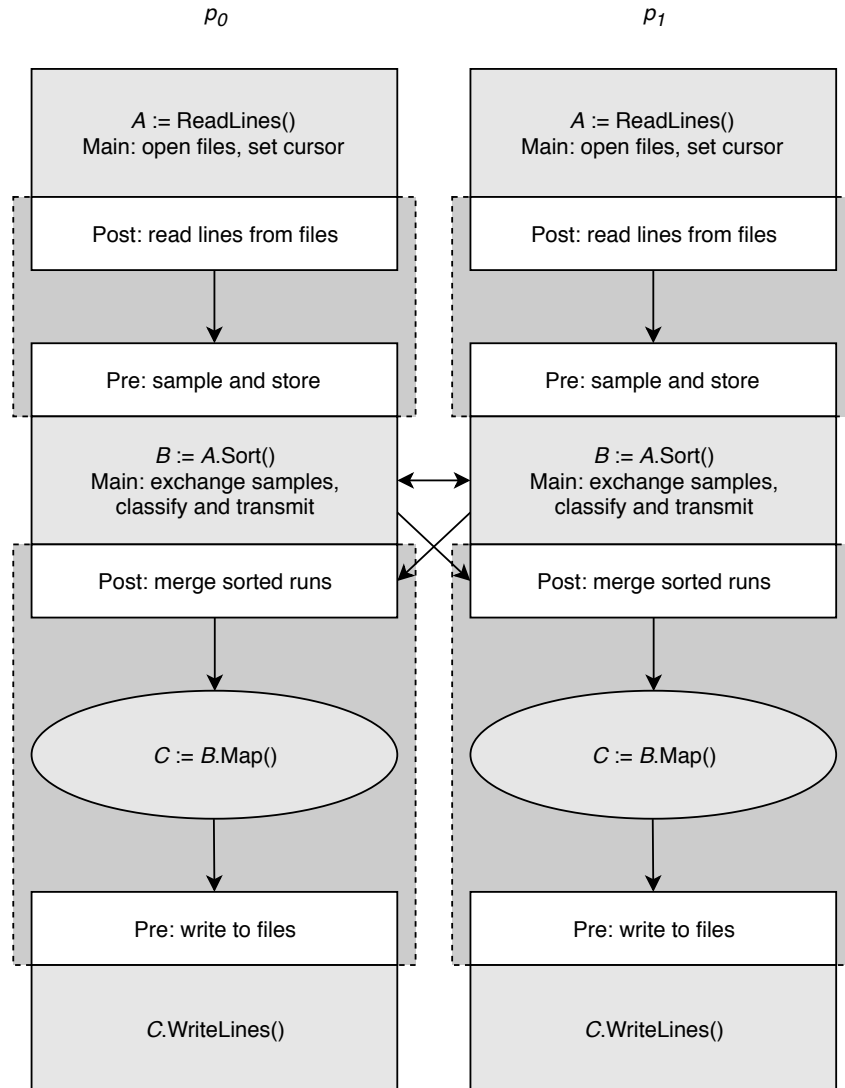 p0
p1
A := ReadLines()
Main: open files, set cursor
A := ReadLines()
Main: open files, set cursor
Post: read lines from files
Post: read lines from files
Pre: sample and store
Pre: sample and store
B := A.Sort()
Main: exchange samples,
classify and transmit
B := A.Sort()
Main: exchange samples,
classify and transmit
Post: merge sorted runs
Post: merge sorted runs
C := B.Map()
C := B.Map()
Pre: write to files
Pre: write to files
C.WriteLines()
C.WriteLines()